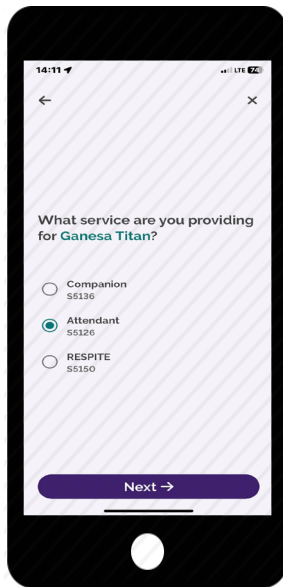 14:11
LTE 74
What service are you providing
for Ganesa Titan?
Companion
S5136
Attendant
S5126
RESPITE
S5150
Next →